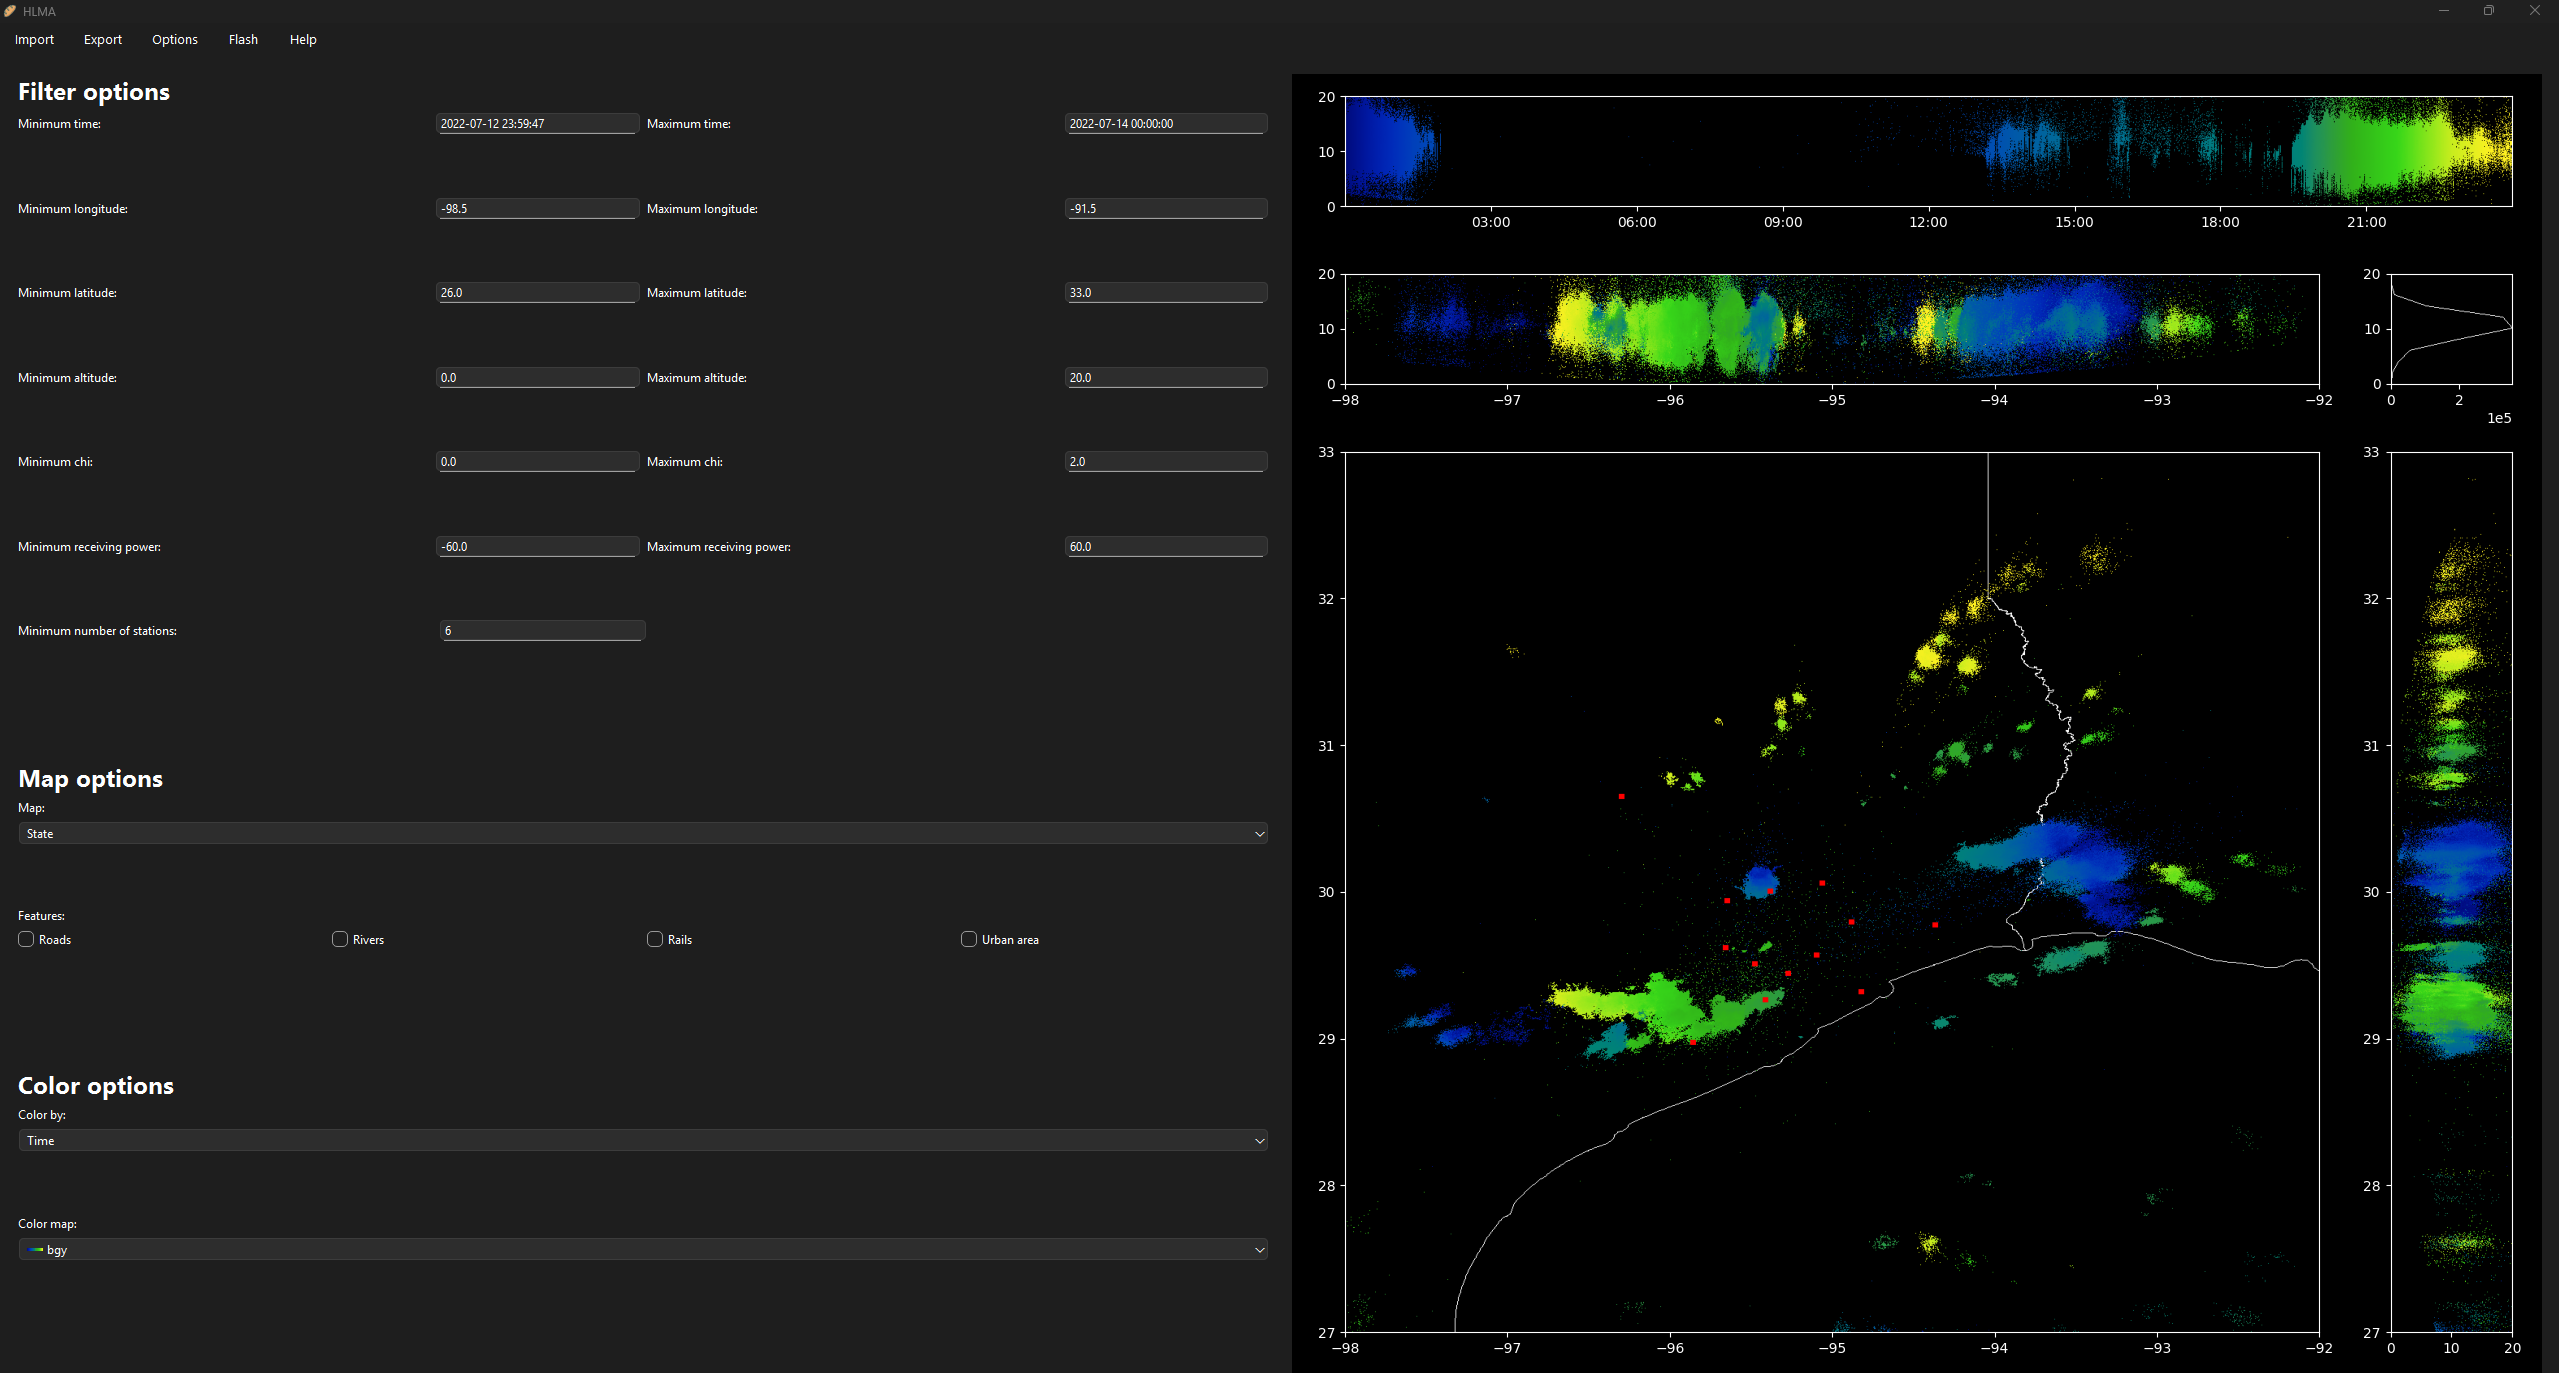 HLMA
Import Export Options Flash Help
Filter options
Minimum time: 2022-07-12 23:59:47 Maximum time: 2022-07-14 00:00:00
Minimum longitude: -98.5 Maximum longitude: -91.5
Minimum latitude: 26.0 Maximum latitude: 33.0
Minimum altitude: 0.0 Maximum altitude: 20.0
Minimum chi: 0.0 Maximum chi: 2.0
Minimum receiving power: -60.0 Maximum receiving power: 60.0
Minimum number of stations: 6
Map options
Map:
State
Features:
Roads Rivers Rails Urban area
Color options
Color by:
Time
Color map:
bgy
20
10
0
03:00 06:00 09:00 12:00 15:00 18:00 21:00
20
10
0
−98 −97 −96 −95 −94 −93 −92
20
10
0
0 2
1e5
33
32
31
30
29
28
27
−98 −97 −96 −95 −94 −93 −92
33
32
31
30
29
28
27
0 10 20